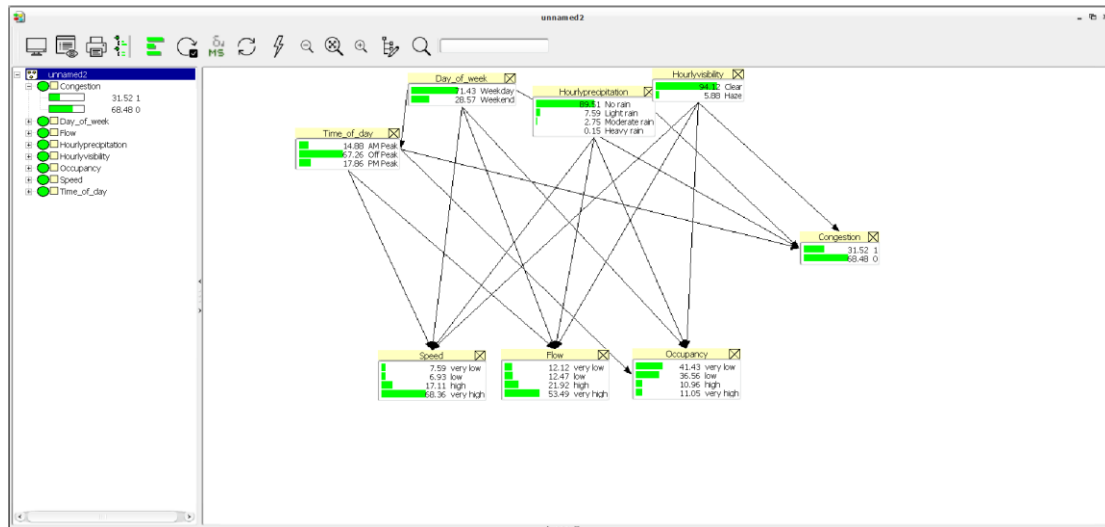 unnamed2
MS
unnamed2
Congestion
31.52 1
68.48 0
Day_of_week
Flow
Hourlyprecipitation
Hourlyvisibility
Occupancy
Speed
Time_of_day
Day_of_week
71.43 Weekday
28.57 Weekend
Hourlyprecipitation
89.51 No rain
7.59 Light rain
2.75 Moderate rain
0.15 Heavy rain
Hourlyvisibility
94.12 Clear
5.88 Haze
Time_of_day
14.88 AM Peak
67.26 Off Peak
17.86 PM Peak
Congestion
31.52 1
68.48 0
Speed
7.59 very low
6.93 low
17.11 high
68.36 very high
Flow
12.12 very low
12.47 low
21.92 high
53.49 very high
Occupancy
41.43 very low
36.56 low
10.96 high
11.05 very high